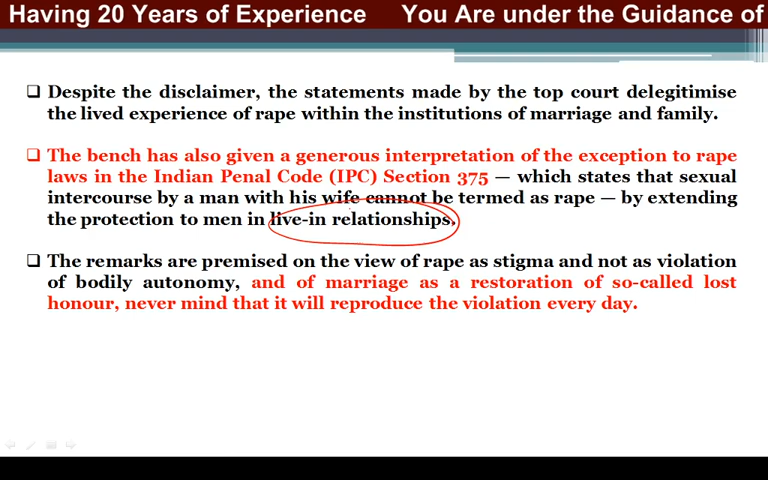 Having 20 Years of Experience You Are under the Guidance of
Despite the disclaimer, the statements made by the top court delegitimise
the lived experience of rape within the institutions of marriage and family.
The bench has also given a generous interpretation of the exception to rape
laws in the Indian Penal Code (IPC) Section 375 — which states that sexual
intercourse by a man with his wife cannot be termed as rape — by extending
the protection to men in live-in relationships.
The remarks are premised on the view of rape as stigma and not as violation
of bodily autonomy, and of marriage as a restoration of so-called lost
honour, never mind that it will reproduce the violation every day.